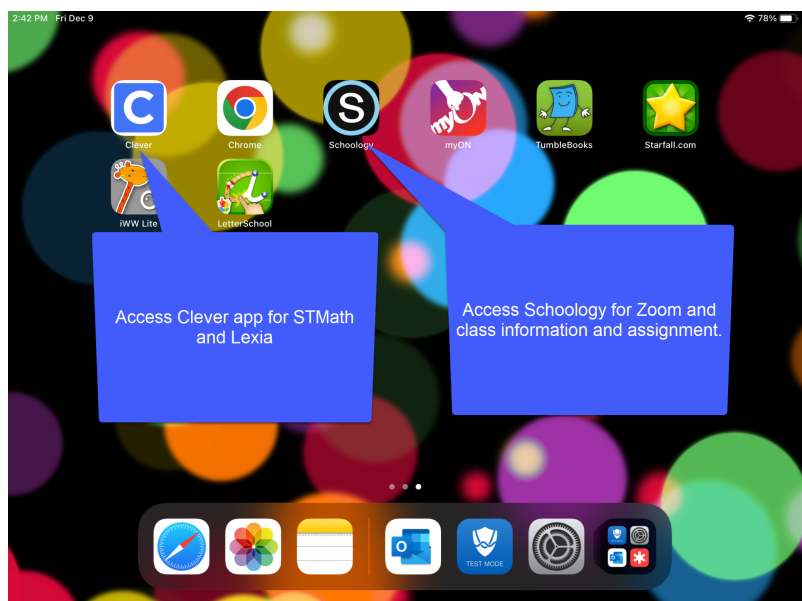 2:42 PM Fri Dec 9
78%
C
S
myON
Clever
Chrome
Schoology
myON
TumbleBooks
Starfall.com
iWW Lite
LetterSchool
Access Clever app for STMath
and Lexia
Access Schoology for Zoom and
class information and assignment.
TEST MODE